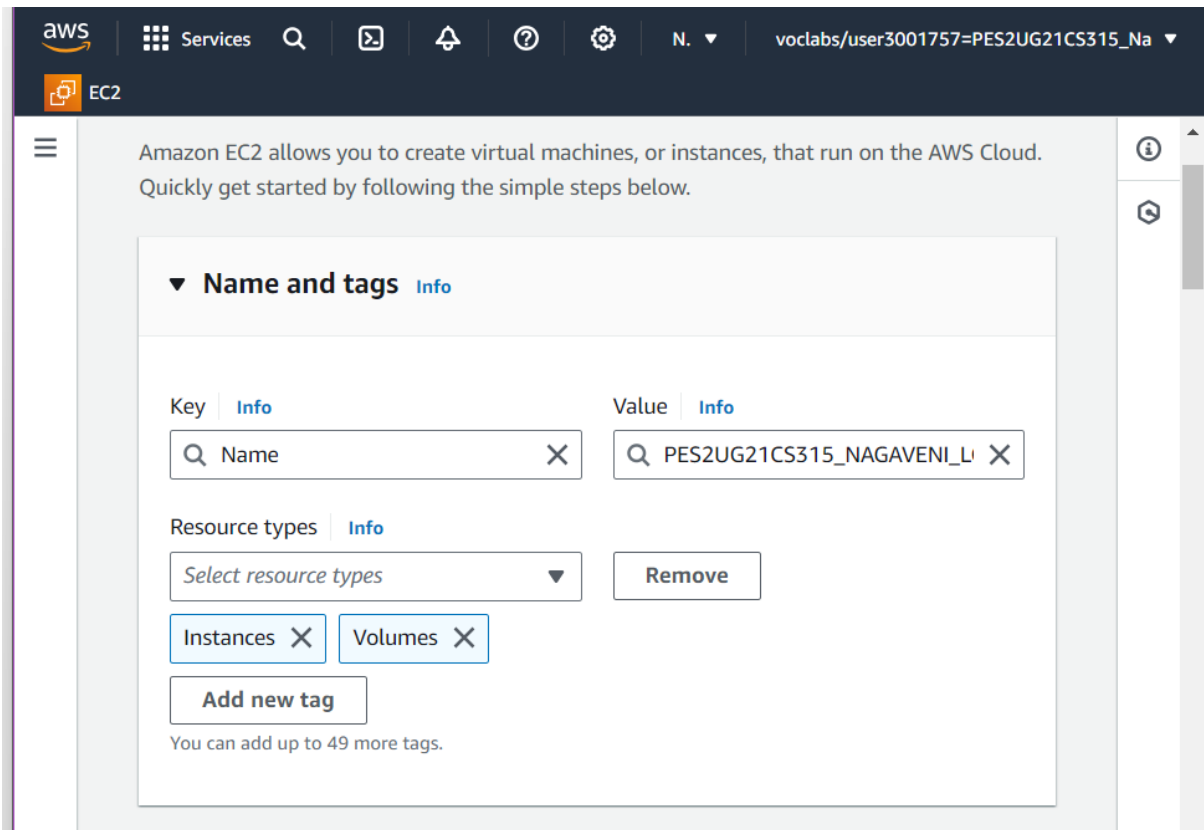 aws Services N. voclabs/user3001757=PES2UG21CS315_Na
EC2
Amazon EC2 allows you to create virtual machines, or instances, that run on the AWS Cloud.
Quickly get started by following the simple steps below.
Name and tags Info
Key Info Value Info
Name PES2UG21CS315_NAGAVENI_L
Resource types Info
Select resource types Remove
Instances Volumes
Add new tag
You can add up to 49 more tags.